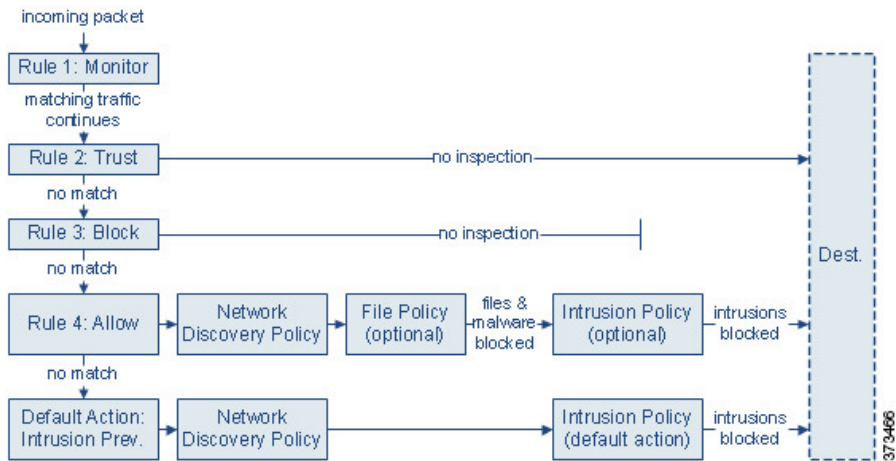 incoming packet
Rule 1: Monitor
matching traffic
continues
Rule 2: Trust
no inspection
no match
Rule 3: Block
no inspection
no match
Rule 4: Allow
Network
Discovery Policy
File Policy
(optional)
files &
malware
blocked
Intrusion Policy
(optional)
intrusions
blocked
no match
Default Action:
Intrusion Prev.
Network
Discovery Policy
Intrusion Policy
(default action)
intrusions
blocked
Dest.
373466